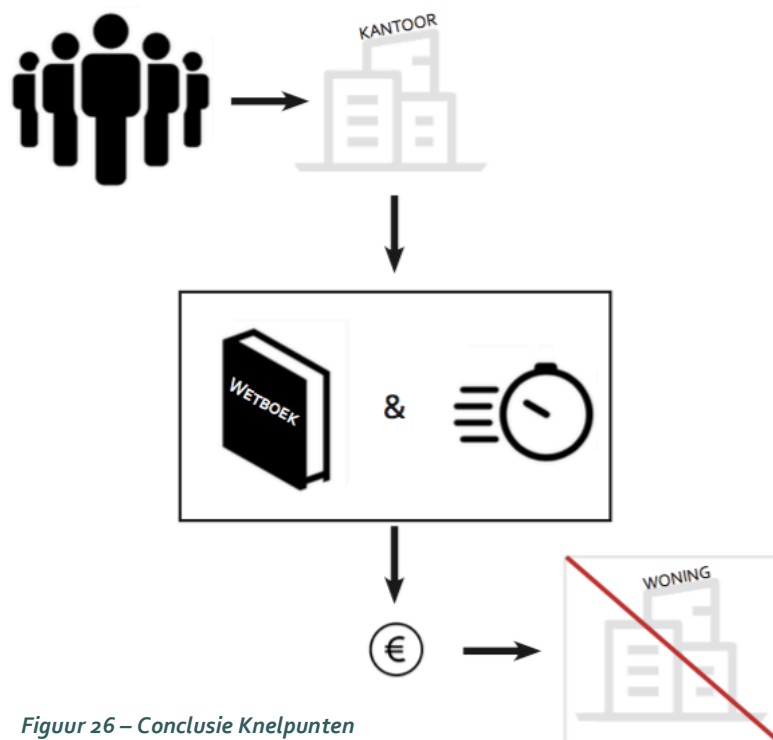 KANTOOR
WETBOEK
&
€
WONING
Figuur 26 – Conclusie Knelpunten